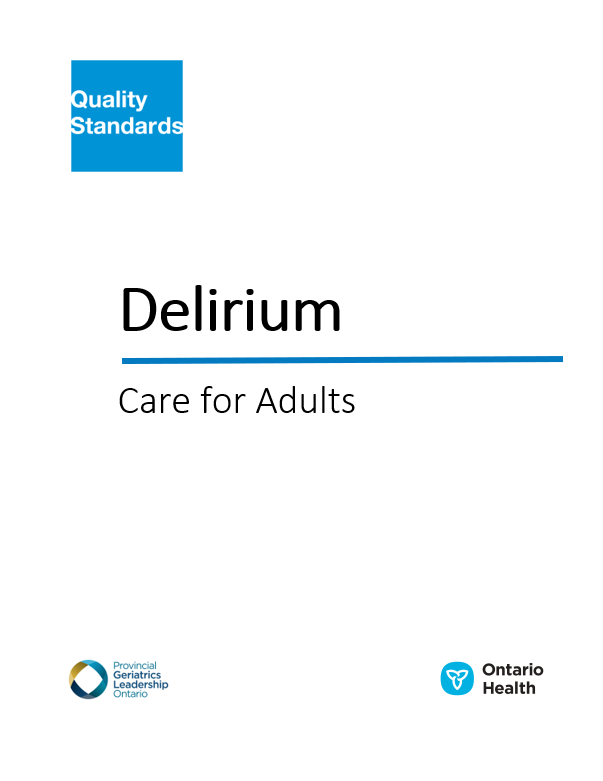 Quality
Standards
Delirium
Care for Adults
Provincial
Geriatrics
Leadership
Ontario
Ontario
Health